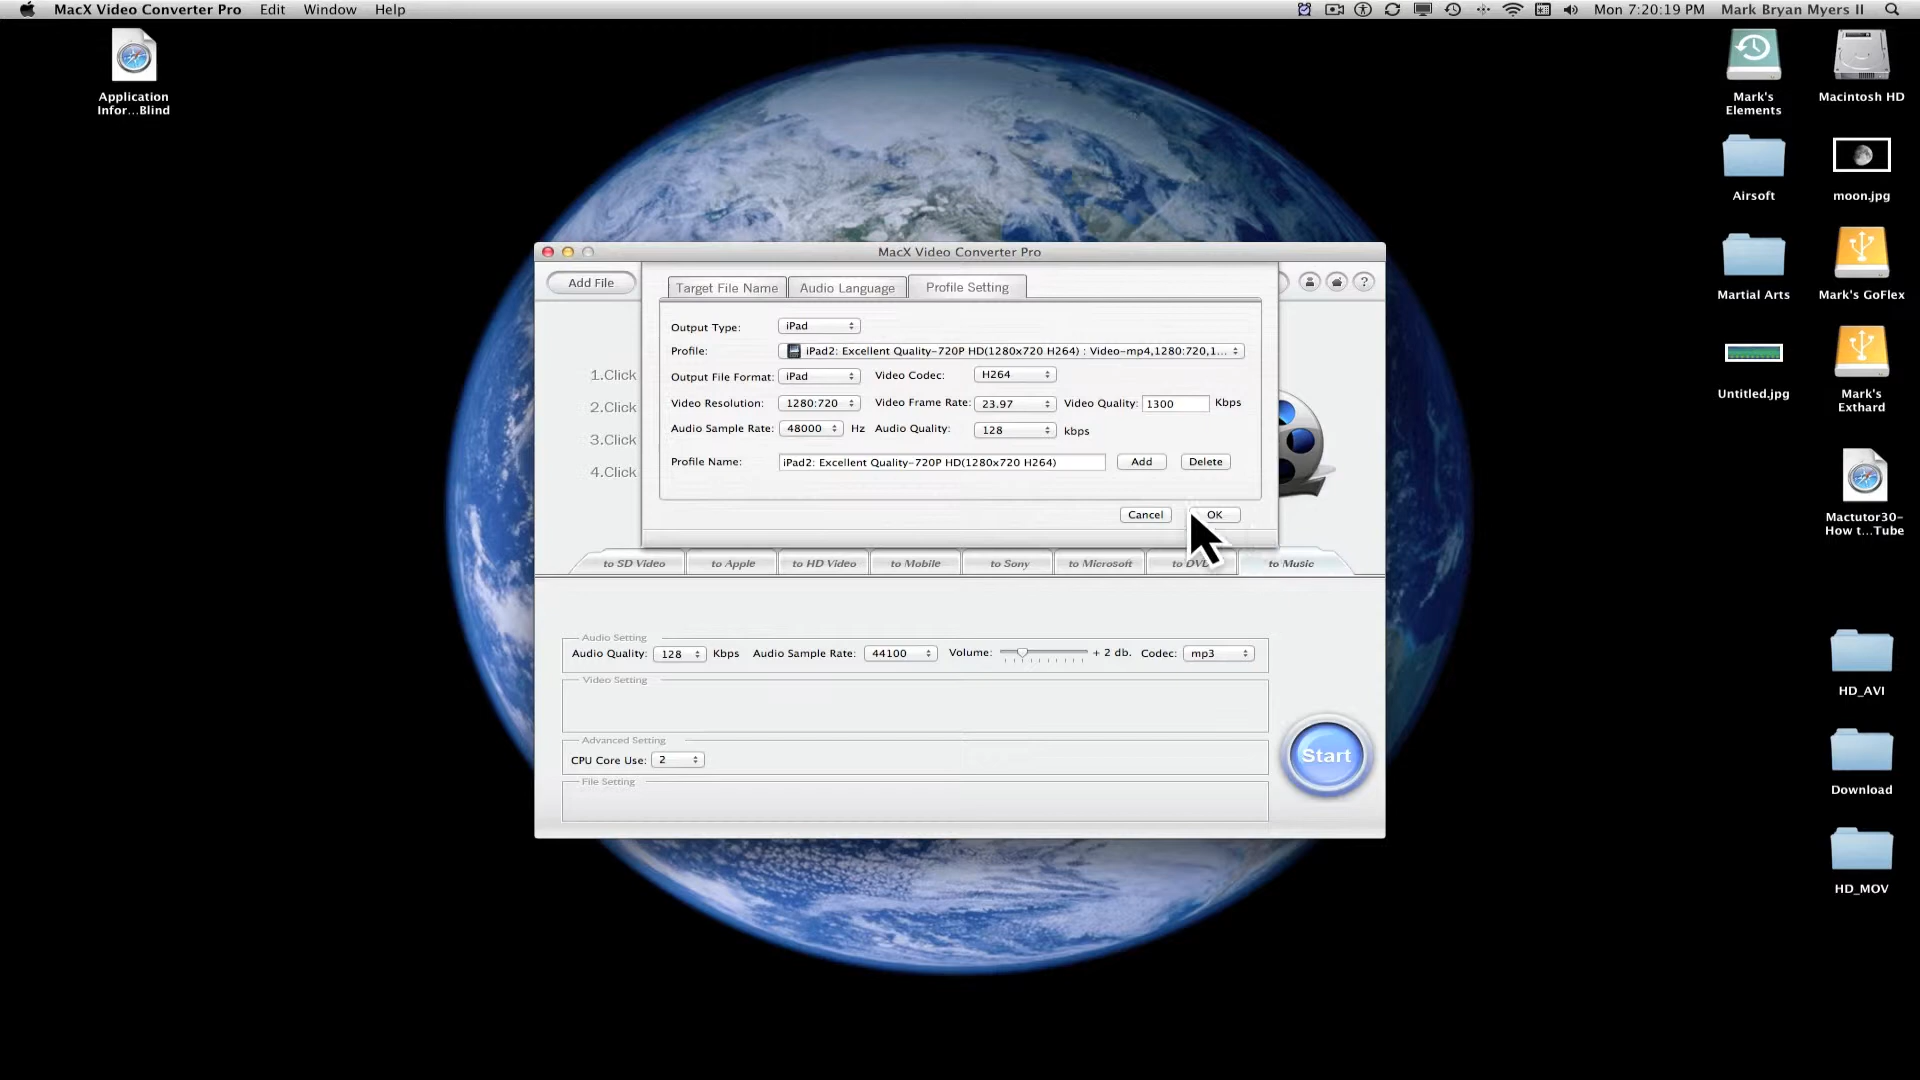 MacX Video Converter Pro Edit Window Help Mon 7:20:19 PM Mark Bryan Myers II
Application
Infor...Blind
Mark's
Elements
Macintosh HD
Airsoft
moon.jpg
Martial Arts
Mark's GoFlex
Untitled.jpg
Mark's
Exthard
Mactutor30-
How t...Tube
HD_AVI
Download
HD_MOV
MacX Video Converter Pro
Add File
?
Target File Name Audio Language Profile Setting
Output Type: iPad
Profile: iPad2: Excellent Quality-720P HD(1280x720 H264) : Video-mp4,1280:720,1...
Output File Format: iPad Video Codec: H264
Video Resolution: 1280:720 Video Frame Rate: 23.97 Video Quality: 1300 Kbps
Audio Sample Rate: 48000 Hz Audio Quality: 128 kbps
Profile Name: iPad2: Excellent Quality-720P HD(1280x720 H264) Add Delete
Cancel OK
1.Click
2.Click
3.Click
4.Click
to SD Video to Apple to HD Video to Mobile to Sony to Microsoft to DVD to Music
Audio Setting
Audio Quality: 128 Kbps Audio Sample Rate: 44100 Volume: + 2 db. Codec: mp3
Video Setting
Advanced Setting
CPU Core Use: 2
File Setting
Start